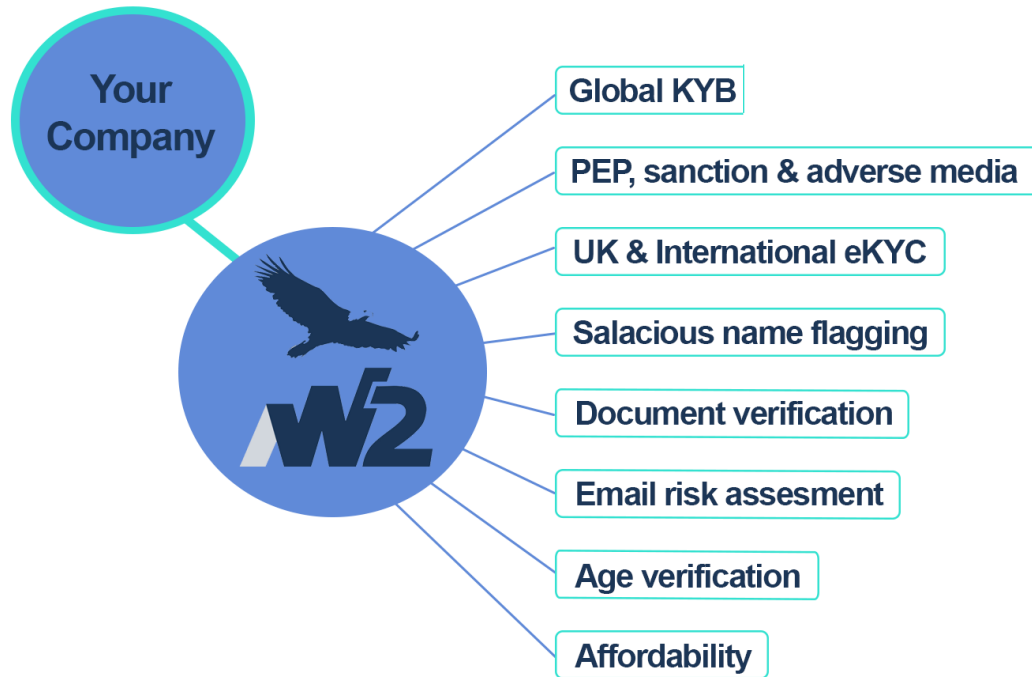 Your
Company
W2
Global KYB
PEP, sanction & adverse media
UK & International eKYC
Salacious name flagging
Document verification
Email risk assesment
Age verification
Affordability